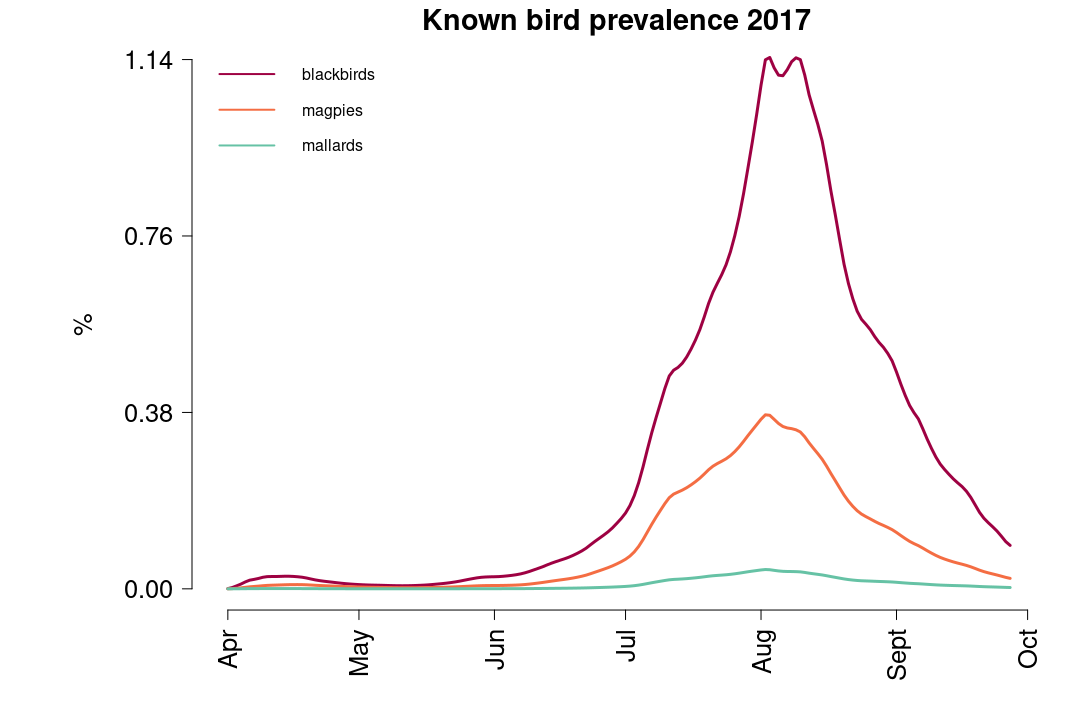 Known bird prevalence 2017
blackbirds
magpies
mallards
%
1.14
0.76
0.38
0.00
Apr
May
Jun
Jul
Aug
Sept
Oct